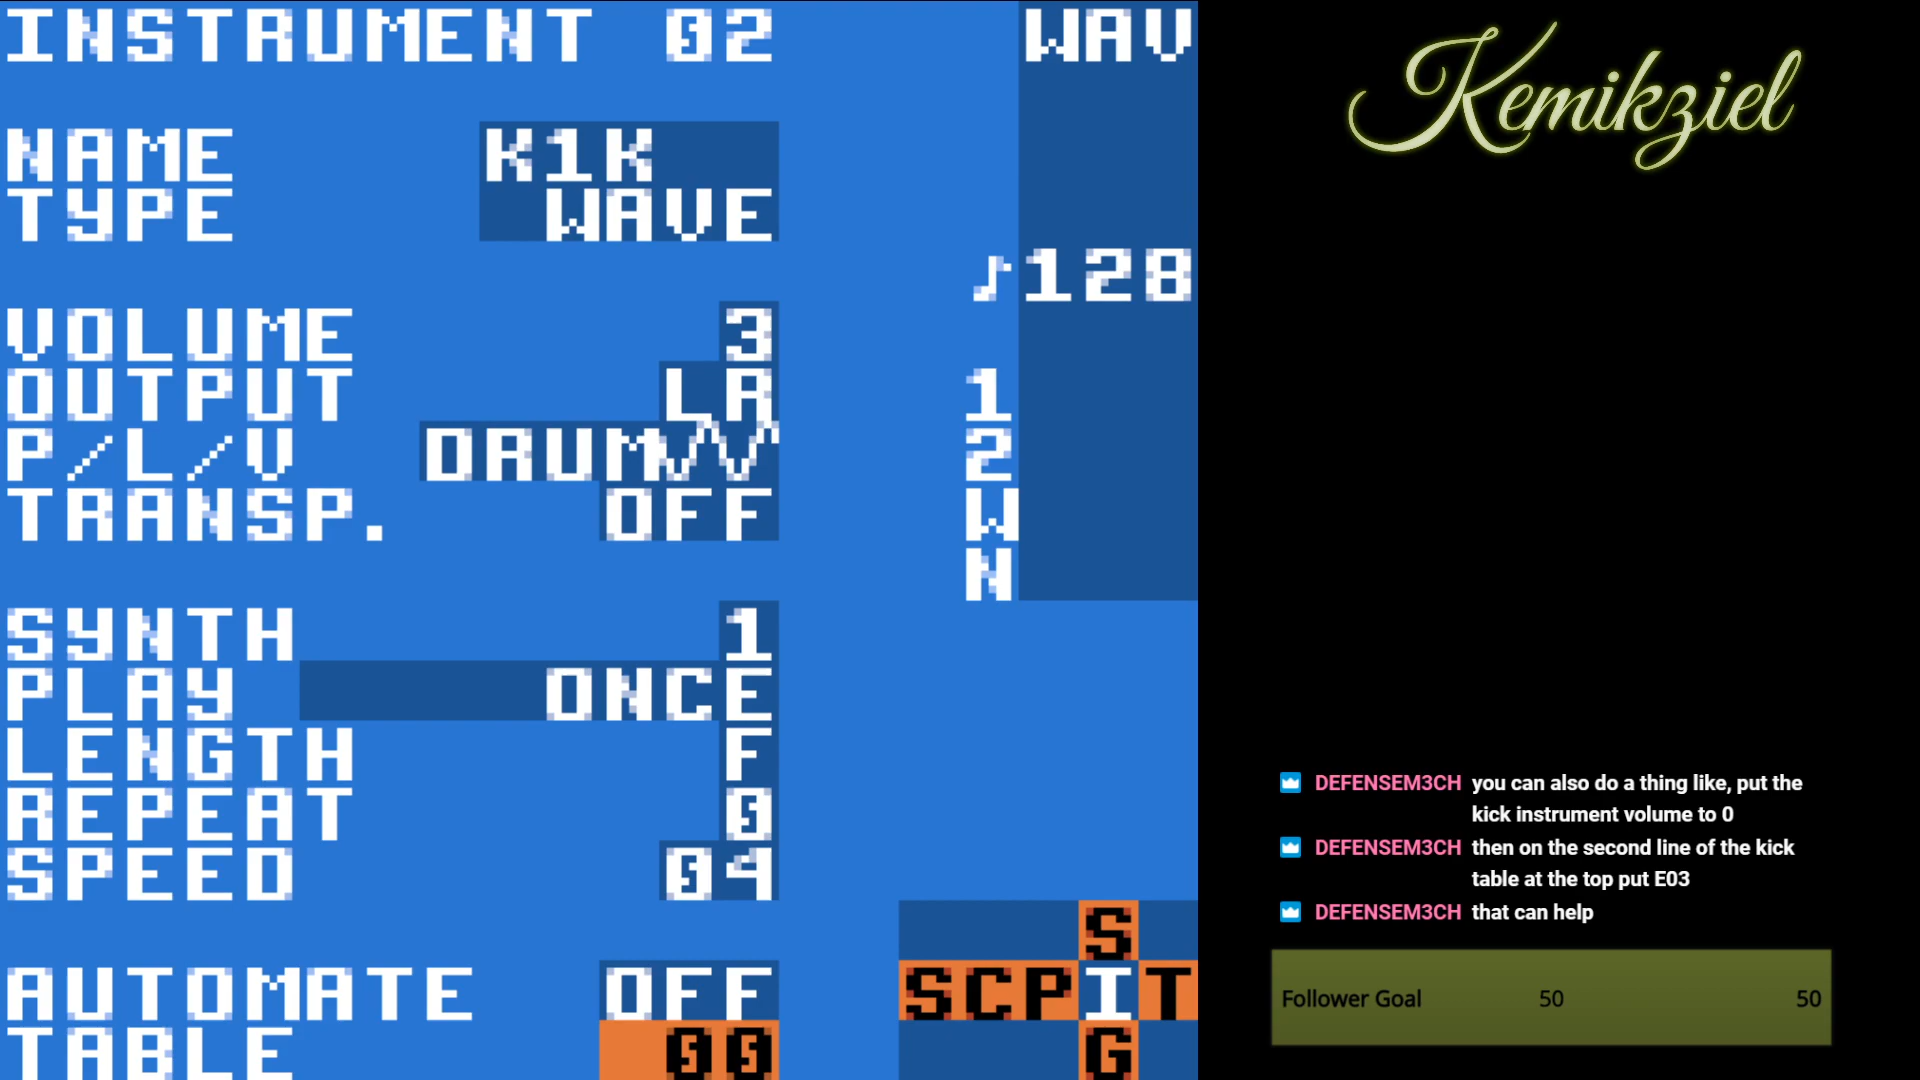 INSTRUMENT 02 WAV
NAME K1K
TYPE WAVE
♪128
VOLUME 3
OUTPUT LR 1
P/L/V DRUM 2
TRANSP. OFF W
N
SYNTH 1
PLAY ONCE
LENGTH F
REPEAT 0
SPEED 04
S
AUTOMATE OFF SCPIT
TABLE 00 G
Kemikziel
DEFENSEM3CH you can also do a thing like, put the
kick instrument volume to 0
DEFENSEM3CH then on the second line of the kick
table at the top put E03
DEFENSEM3CH that can help
Follower Goal 50 50